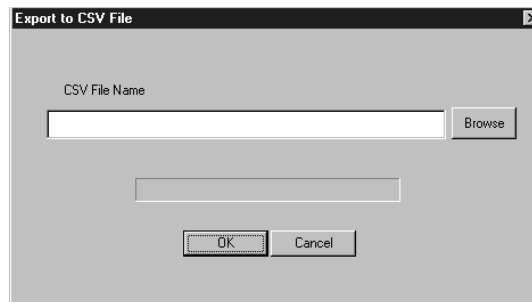 Export to CSV File
CSV File Name
Browse
OK
Cancel